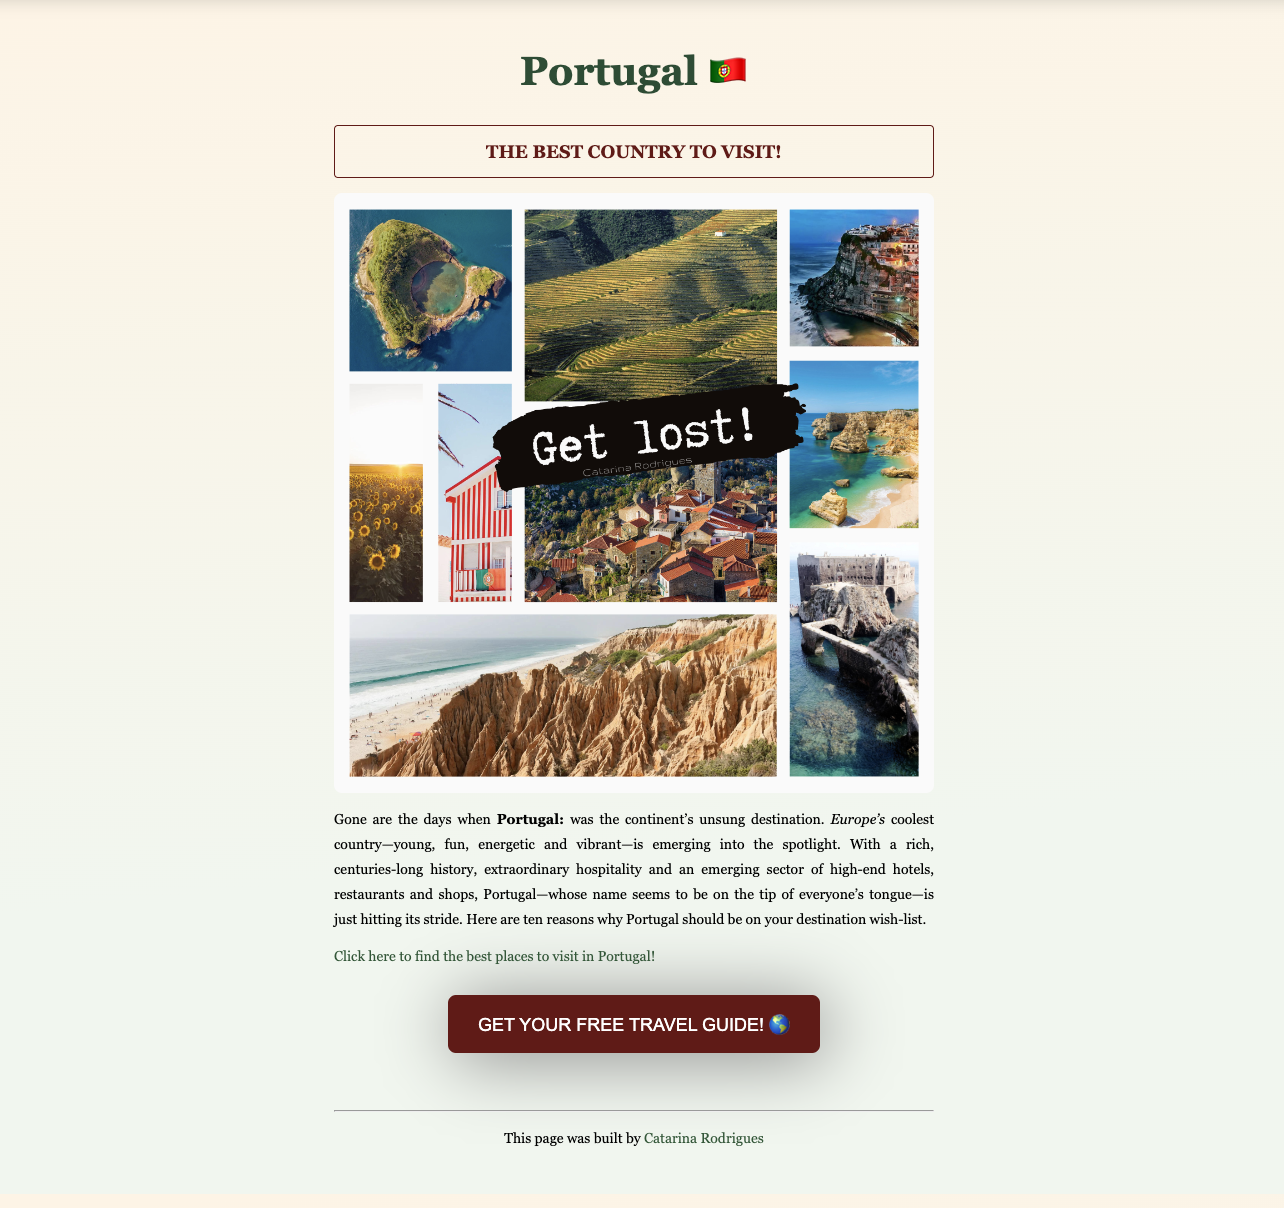 Portugal 🇵🇹
THE BEST COUNTRY TO VISIT!
Get lost!
Catarina Rodrigues
Gone are the days when Portugal: was the continent’s unsung destination. Europe’s coolest
country—young, fun, energetic and vibrant—is emerging into the spotlight. With a rich,
centuries-long history, extraordinary hospitality and an emerging sector of high-end hotels,
restaurants and shops, Portugal—whose name seems to be on the tip of everyone’s tongue—is
just hitting its stride. Here are ten reasons why Portugal should be on your destination wish-list.
Click here to find the best places to visit in Portugal!
GET YOUR FREE TRAVEL GUIDE! 🌎
This page was built by Catarina Rodrigues